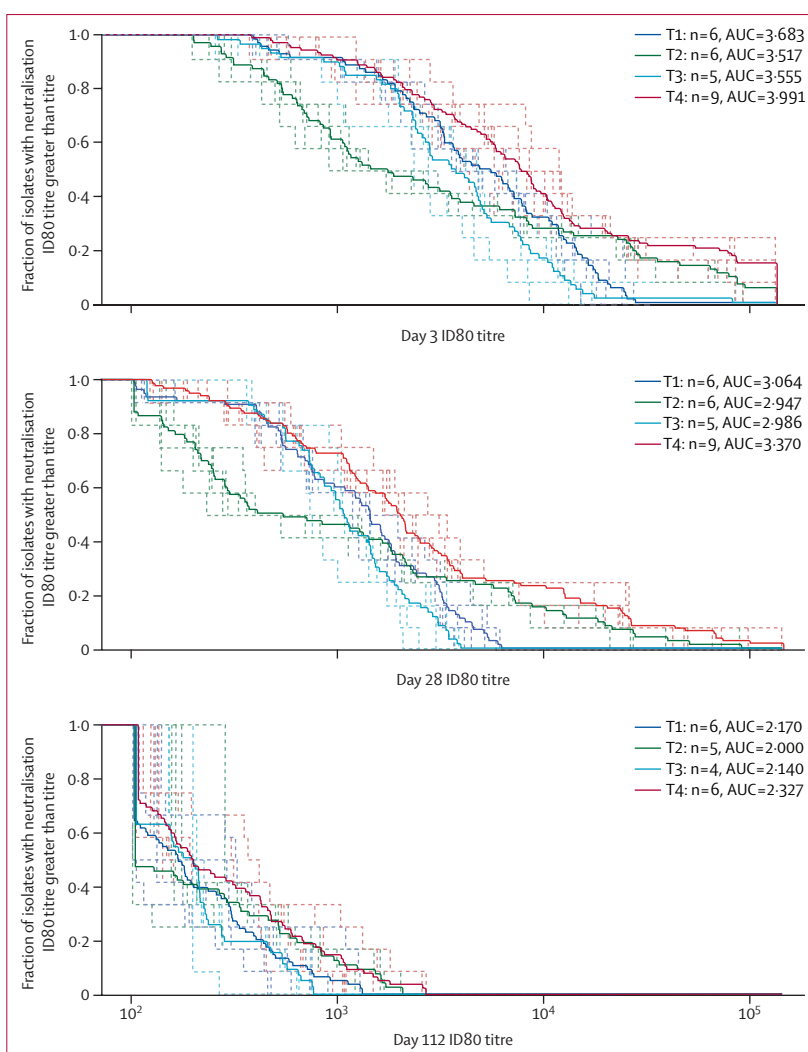 Fraction of isolates with neutralisation
ID80 titre greater than titre
1·0
0·8
0·6
0·4
0·2
0
T1: n=6, AUC=3·683
T2: n=6, AUC=3·517
T3: n=5, AUC=3·555
T4: n=9, AUC=3·991
Day 3 ID80 titre
Fraction of isolates with neutralisation
ID80 titre greater than titre
1·0
0·8
0·6
0·4
0·2
0
T1: n=6, AUC=3·064
T2: n=6, AUC=2·947
T3: n=5, AUC=2·986
T4: n=9, AUC=3·370
Day 28 ID80 titre
Fraction of isolates with neutralisation
ID80 titre greater than titre
1·0
0·8
0·6
0·4
0·2
0
T1: n=6, AUC=2·170
T2: n=5, AUC=2·000
T3: n=4, AUC=2·140
T4: n=6, AUC=2·327
10² 10³ 10⁴ 10⁵
Day 112 ID80 titre